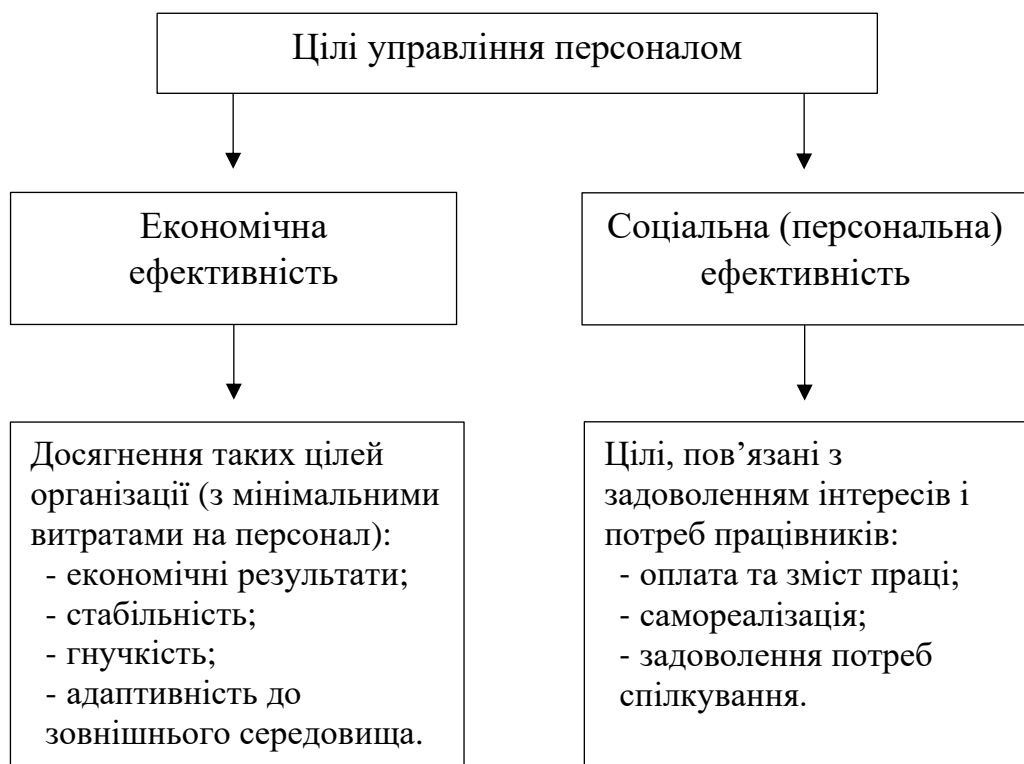 Цілі управління персоналом
Економічна
ефективність
Соціальна (персональна)
ефективність
Досягнення таких цілей
організації (з мінімальними
витратами на персонал):
- економічні результати;
- стабільність;
- гнучкість;
- адаптивність до
зовнішнього середовища.
Цілі, пов’язані з
задоволенням інтересів і
потреб працівників:
- оплата та зміст праці;
- самореалізація;
- задоволення потреб
спілкування.